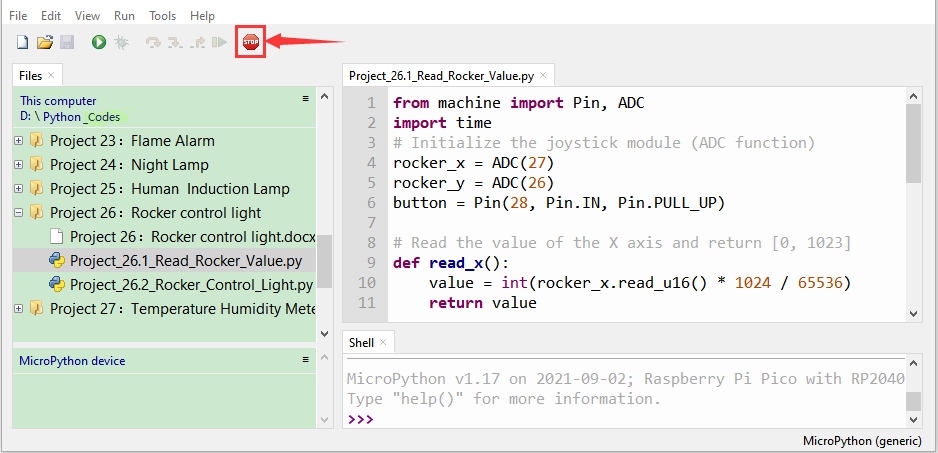 File Edit View Run Tools Help
STOP
Files ×
This computer
D: \ Python _Codes
Project 23：Flame Alarm
Project 24：Night Lamp
Project 25：Human Induction Lamp
Project 26：Rocker control light
Project 26：Rocker control light.docx
Project_26.1_Read_Rocker_Value.py
Project_26.2_Rocker_Control_Light.py
Project 27：Temperature Humidity Mete
MicroPython device
Project_26.1_Read_Rocker_Value.py ×
1 from machine import Pin, ADC
2 import time
3 # Initialize the joystick module (ADC function)
4 rocker_x = ADC(27)
5 rocker_y = ADC(26)
6 button = Pin(28, Pin.IN, Pin.PULL_UP)
7
8 # Read the value of the X axis and return [0, 1023]
9 def read_x():
10 value = int(rocker_x.read_u16() * 1024 / 65536)
11 return value
Shell ×
MicroPython v1.17 on 2021-09-02; Raspberry Pi Pico with RP2040
Type "help()" for more information.
>>>
MicroPython (generic)